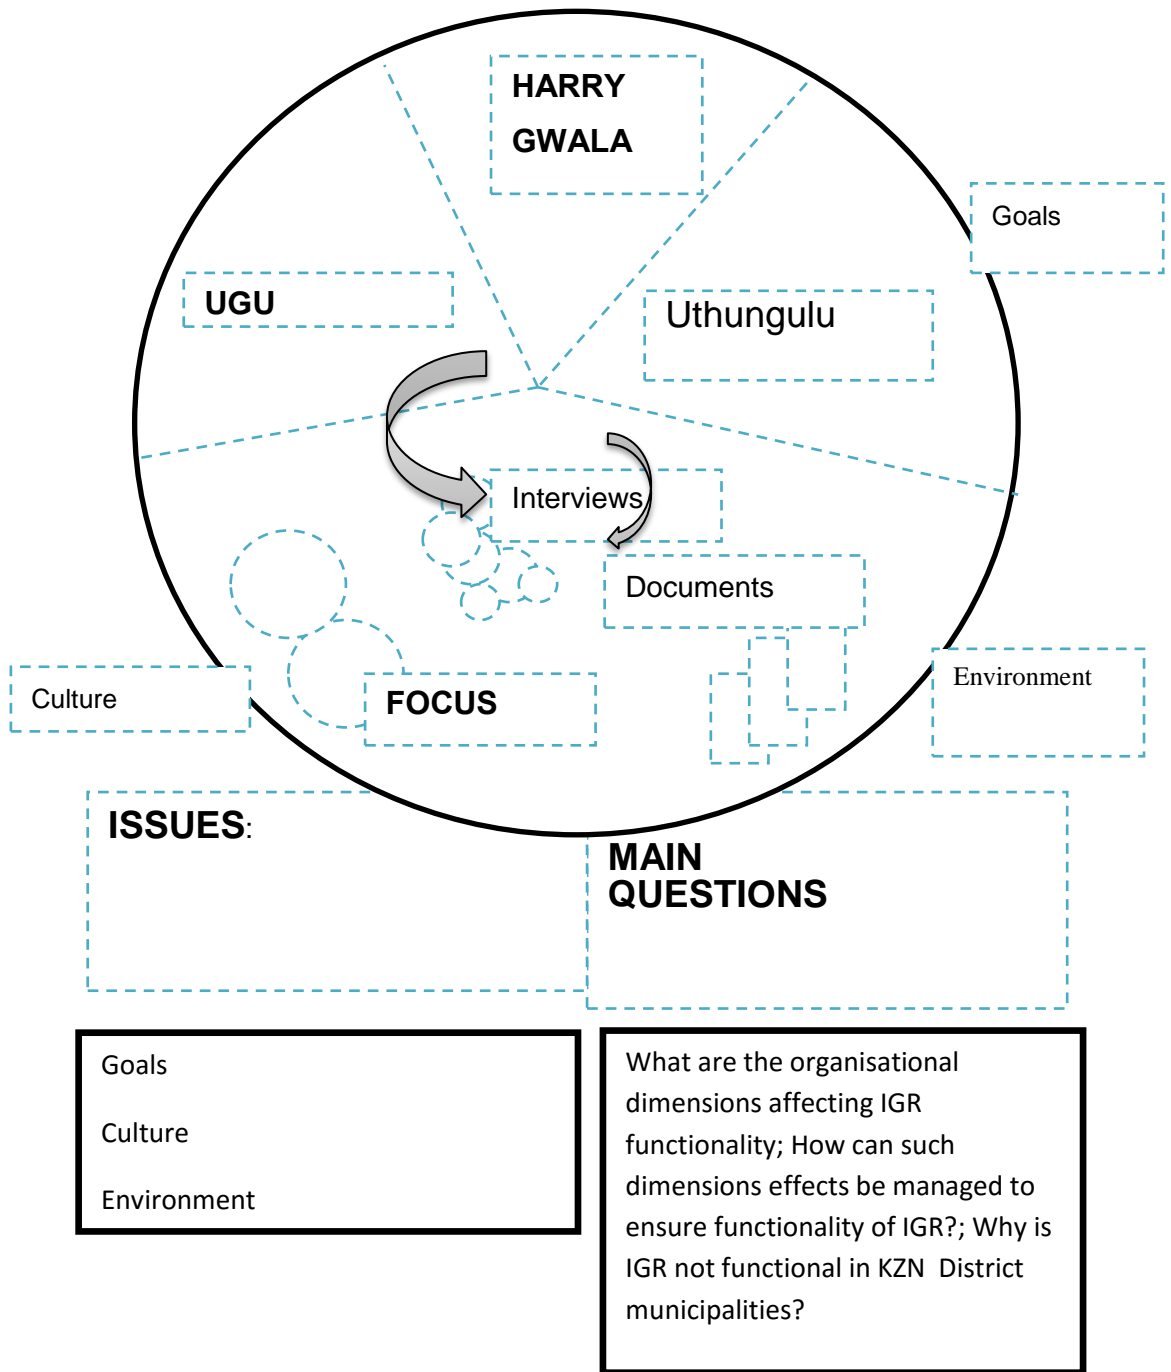 HARRY
GWALA
Goals
UGU
Uthungulu
Interviews
Documents
Culture
FOCUS
Environment
ISSUES:
MAIN
QUESTIONS
Goals
Culture
Environment
What are the organisational
dimensions affecting IGR
functionality; How can such
dimensions effects be managed to
ensure functionality of IGR?; Why is
IGR not functional in KZN  District
municipalities?